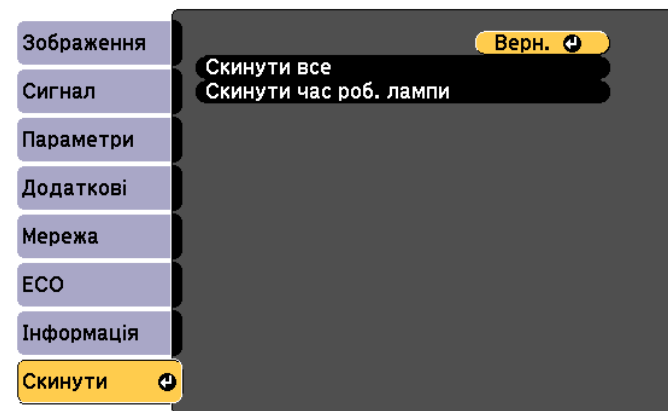 Зображення
Сигнал
Параметри
Додаткові
Мережа
ECO
Інформація
Скинути
Верн.
Скинути все
Скинути час роб. лампи